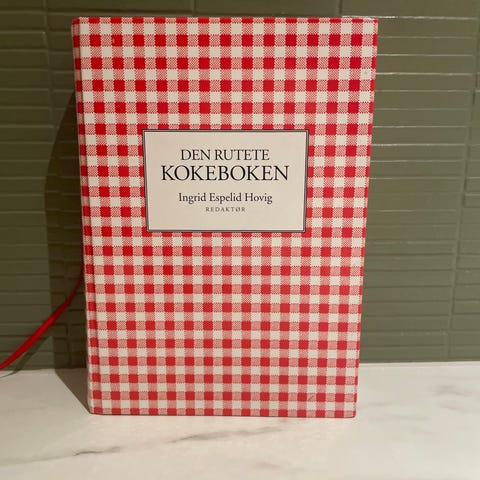 DEN RUTETE
KOKEBOKEN
Ingrid Espelid Hovig
REDAKTØR